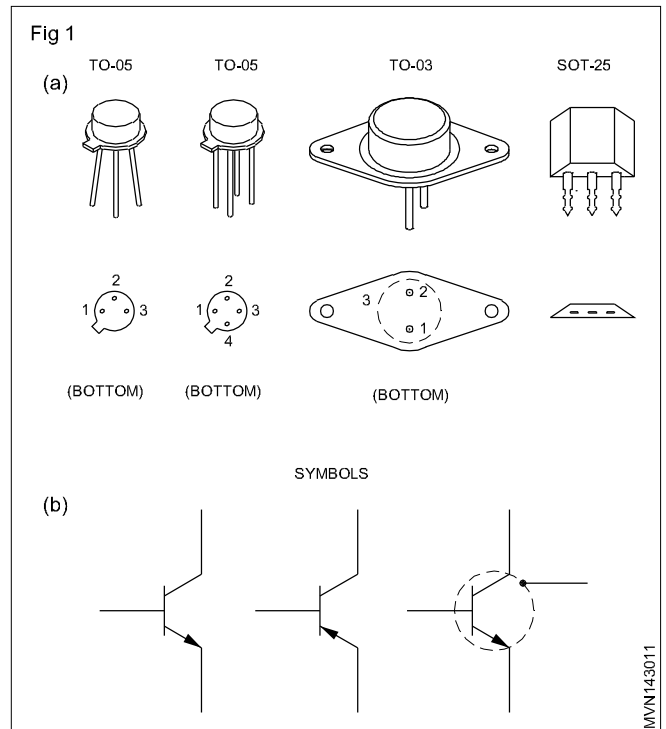 Fig 1
(a)
TO-05 TO-05 TO-03 SOT-25
2
1 3
2
1 3
4
3 2
1
(BOTTOM) (BOTTOM) (BOTTOM)
SYMBOLS
(b)
MVN143011